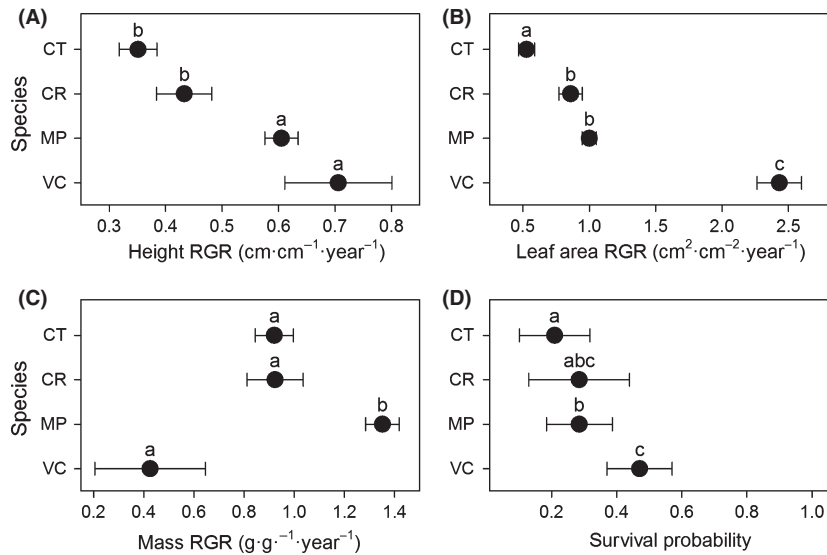 (A)
b
CT
b
CR
a
MP
a
VC
Species
0.3 0.4 0.5 0.6 0.7 0.8
Height RGR (cm·cm⁻¹·year⁻¹)
(B)
a
CT
b
CR
b
MP
c
VC
0.5 1.0 1.5 2.0 2.5
Leaf area RGR (cm²·cm⁻²·year⁻¹)
(C)
a
CT
a
CR
b
MP
a
VC
Species
0.2 0.4 0.6 0.8 1.0 1.2 1.4
Mass RGR (g·g·⁻¹·year⁻¹)
(D)
a
CT
abc
CR
b
MP
c
VC
0.2 0.4 0.6 0.8 1.0
Survival probability